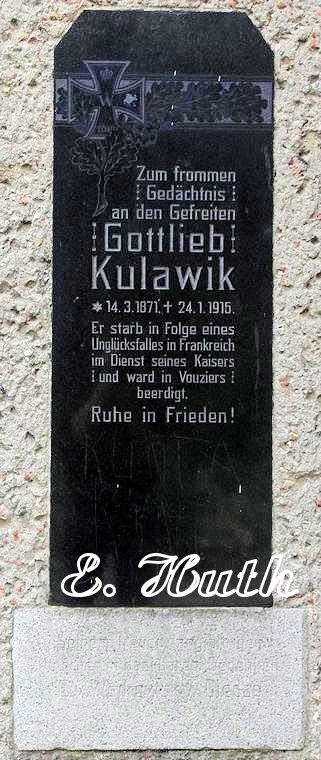 Zum frommen
Gedächtnis
an den Gefreiten
Gottlieb
Kulawik
* 14.3.1871. † 24.1.1915.
Er starb in Folge eines
Unglücksfalles in Frankreich
im Dienst seines Kaisers
und ward in Vouziers
beerdigt.
Ruhe in Frieden!
E. Huth